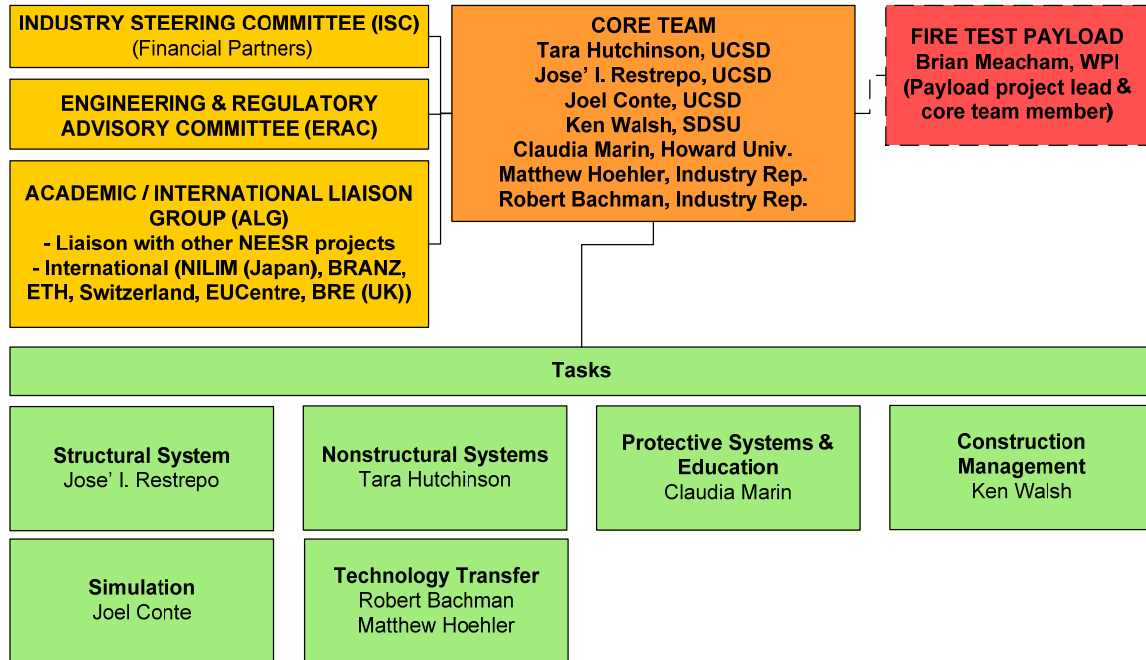 INDUSTRY STEERING COMMITTEE (ISC)
(Financial Partners)
ENGINEERING & REGULATORY
ADVISORY COMMITTEE (ERAC)
ACADEMIC / INTERNATIONAL LIAISON
GROUP (ALG)
- Liaison with other NEESR projects
- International (NILIM (Japan), BRANZ,
ETH, Switzerland, EUCentre, BRE (UK))
CORE TEAM
Tara Hutchinson, UCSD
Jose' I. Restrepo, UCSD
Joel Conte, UCSD
Ken Walsh, SDSU
Claudia Marin, Howard Univ.
Matthew Hoehler, Industry Rep.
Robert Bachman, Industry Rep.
FIRE TEST PAYLOAD
Brian Meacham, WPI
(Payload project lead &
core team member)
Tasks
Structural System
Jose' I. Restrepo
Nonstructural Systems
Tara Hutchinson
Protective Systems &
Education
Claudia Marin
Construction
Management
Ken Walsh
Simulation
Joel Conte
Technology Transfer
Robert Bachman
Matthew Hoehler